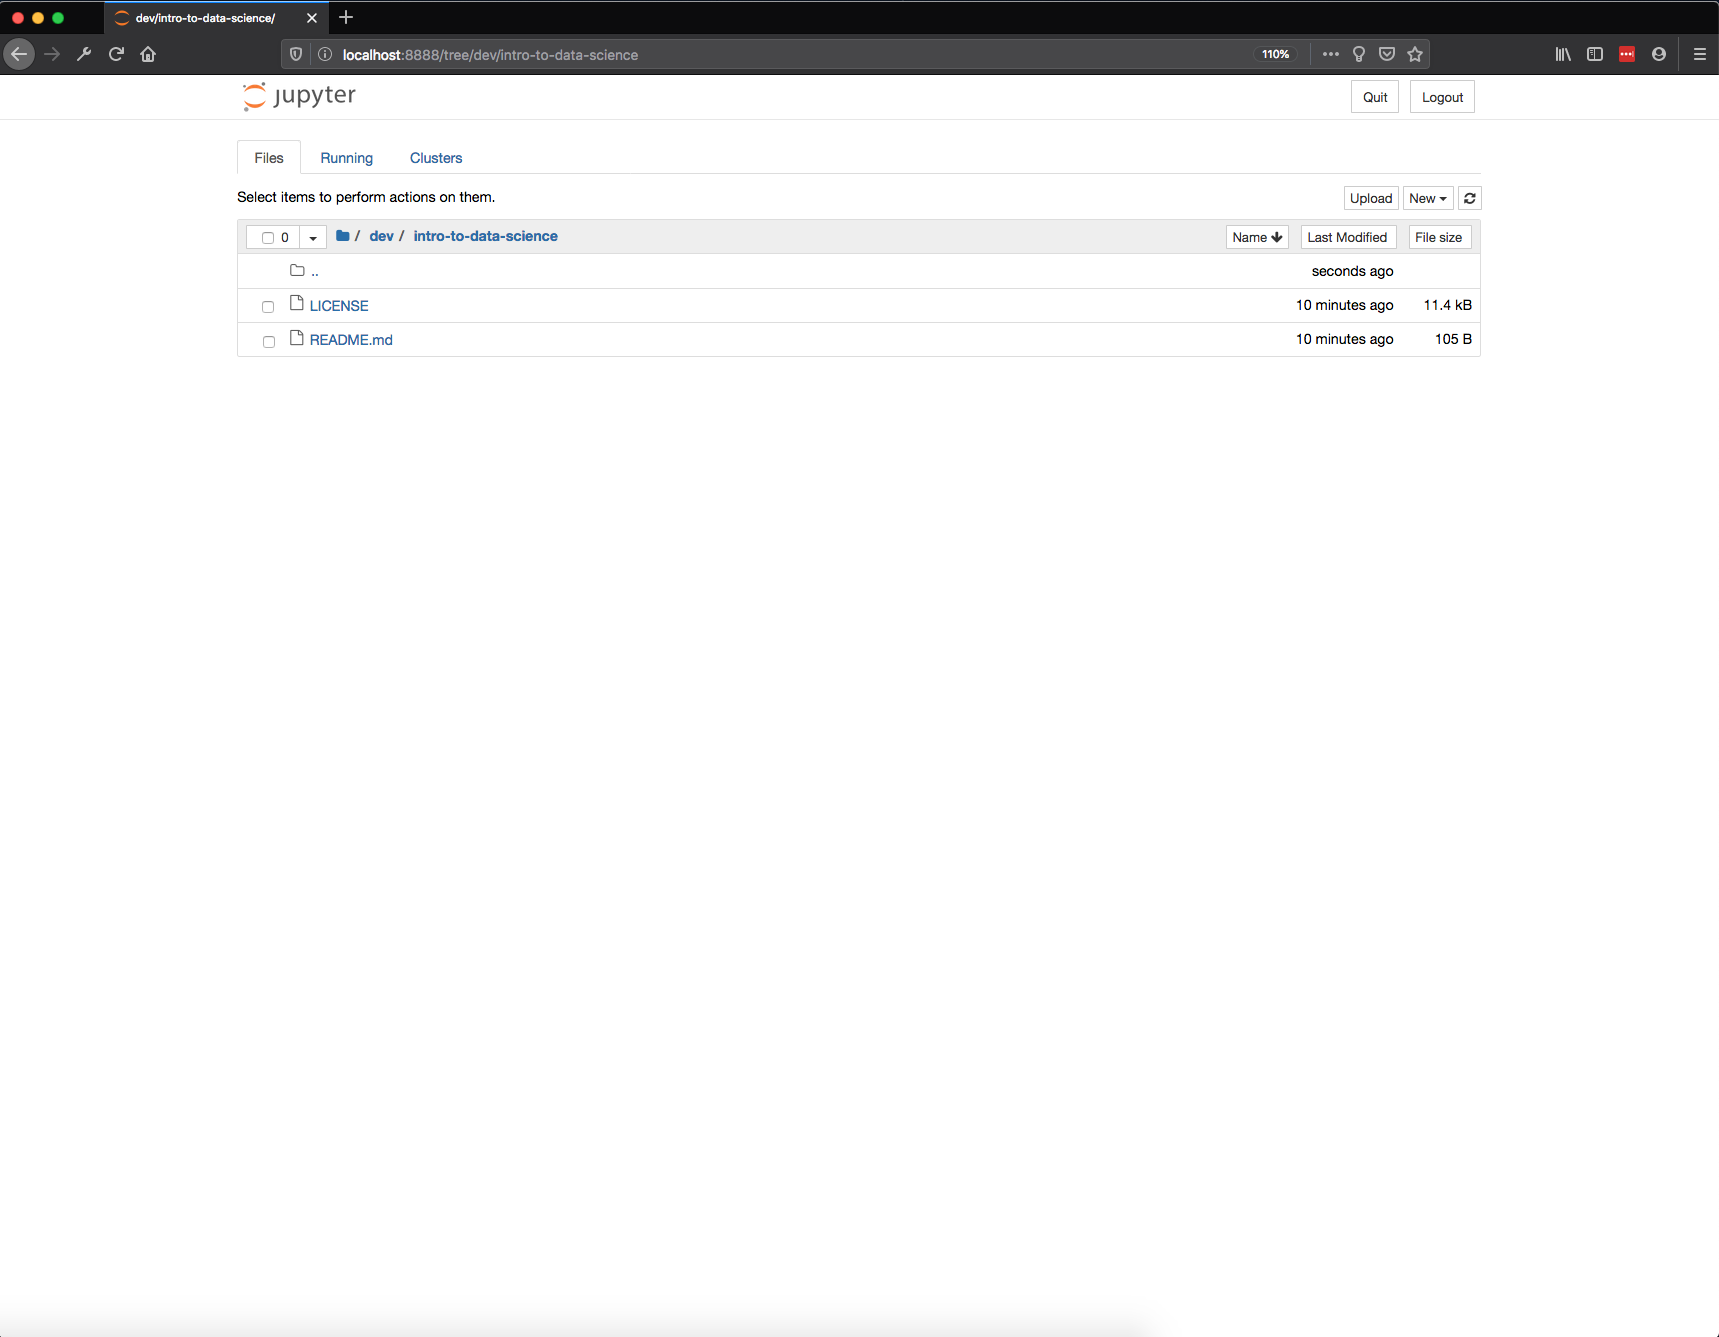 dev/intro-to-data-science/
localhost:8888/tree/dev/intro-to-data-science 110%
jupyter Quit Logout
Files Running Clusters
Select items to perform actions on them. Upload New
0 / dev / intro-to-data-science Name Last Modified File size
.. seconds ago
LICENSE 10 minutes ago 11.4 kB
README.md 10 minutes ago 105 B